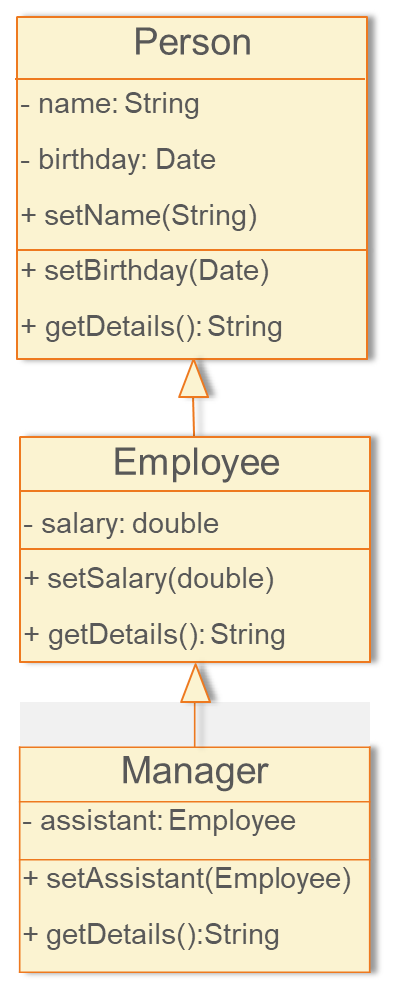 Person
- name: String
- birthday: Date
+ setName(String)
+ setBirthday(Date)
+ getDetails(): String
Employee
- salary: double
+ setSalary(double)
+ getDetails(): String
Manager
- assistant: Employee
+ setAssistant(Employee)
+ getDetails():String